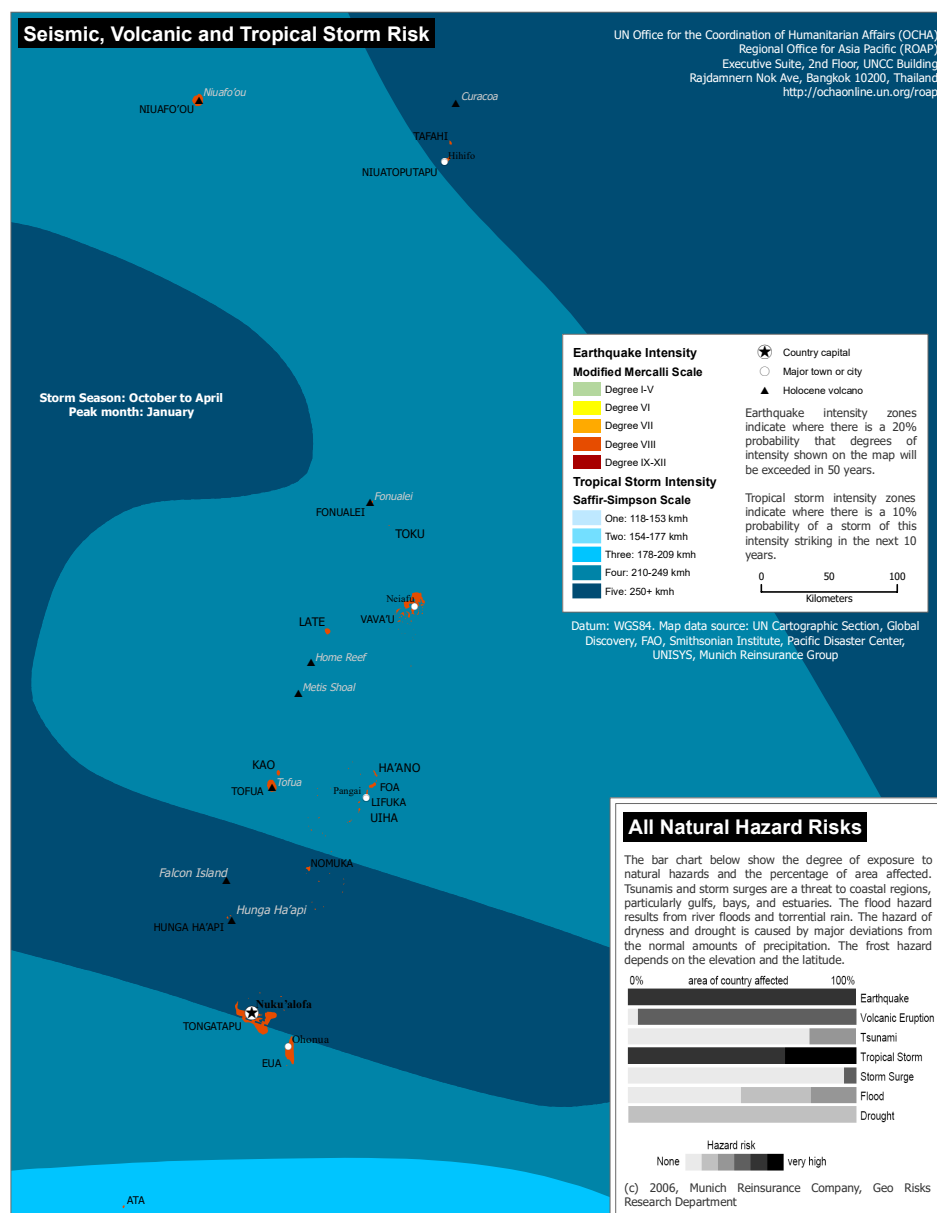 Seismic, Volcanic and Tropical Storm Risk
UN Office for the Coordination of Humanitarian Affairs (OCHA)
Regional Office for Asia Pacific (ROAP)
Executive Suite, 2nd Floor, UNCC Building
Rajdamnern Nok Ave, Bangkok 10200, Thailand
http://ochaonline.un.org/roap
Niuafo'ou
NIUAFO'OU
Curacoa
TAFAHI
Hihifo
NIUATOPUTAPU
Storm Season: October to April
Peak month: January
Earthquake Intensity
Modified Mercalli Scale
Degree I-V
Degree VI
Degree VII
Degree VIII
Degree IX-XII
Tropical Storm Intensity
Saffir-Simpson Scale
One: 118-153 kmh
Two: 154-177 kmh
Three: 178-209 kmh
Four: 210-249 kmh
Five: 250+ kmh
Country capital
Major town or city
Holocene volcano
Earthquake intensity zones
indicate where there is a 20%
probability that degrees of
intensity shown on the map will
be exceeded in 50 years.
Tropical storm intensity zones
indicate where there is a 10%
probability of a storm of this
intensity striking in the next 10
years.
0 50 100
Kilometers
Datum: WGS84. Map data source: UN Cartographic Section, Global
Discovery, FAO, Smithsonian Institute, Pacific Disaster Center,
UNISYS, Munich Reinsurance Group
Fonualei
FONUALEI
TOKU
Neiafu
VAVA'U
LATE
Home Reef
Metis Shoal
KAO
Tofua
TOFUA
HA'ANO
FOA
Pangai
LIFUKA
UIHA
NOMUKA
Falcon Island
Hunga Ha'api
HUNGA HA'API
Nuku'alofa
TONGATAPU
Ohonua
EUA
ATA
All Natural Hazard Risks
The bar chart below show the degree of exposure to
natural hazards and the percentage of area affected.
Tsunamis and storm surges are a threat to coastal regions,
particularly gulfs, bays, and estuaries. The flood hazard
results from river floods and torrential rain. The hazard of
dryness and drought is caused by major deviations from
the normal amounts of precipitation. The frost hazard
depends on the elevation and the latitude.
0% area of country affected 100%
Earthquake
Volcanic Eruption
Tsunami
Tropical Storm
Storm Surge
Flood
Drought
Hazard risk
None very high
(c) 2006, Munich Reinsurance Company, Geo Risks
Research Department